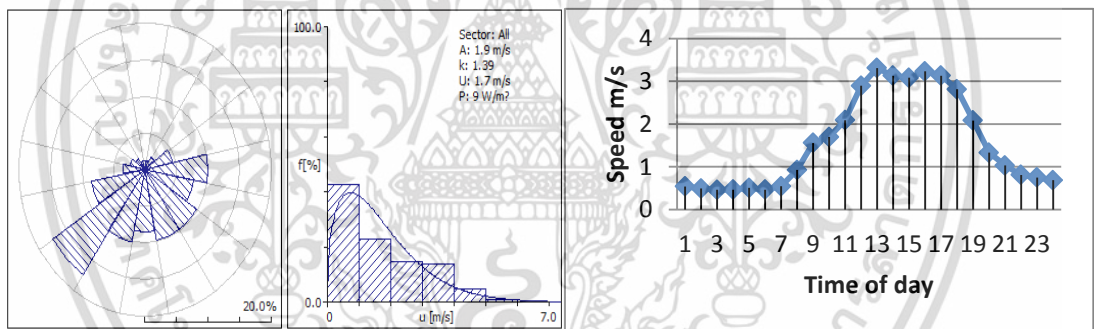 20.0%
100.0
f[%]
0.0
0
u [m/s]
7.0
Sector: All
A: 1.9 m/s
k: 1.39
U: 1.7 m/s
P: 9 W/m?
Speed m/s
4
3
2
1
0
1 3 5 7 9 11 13 15 17 19 21 23
Time of day